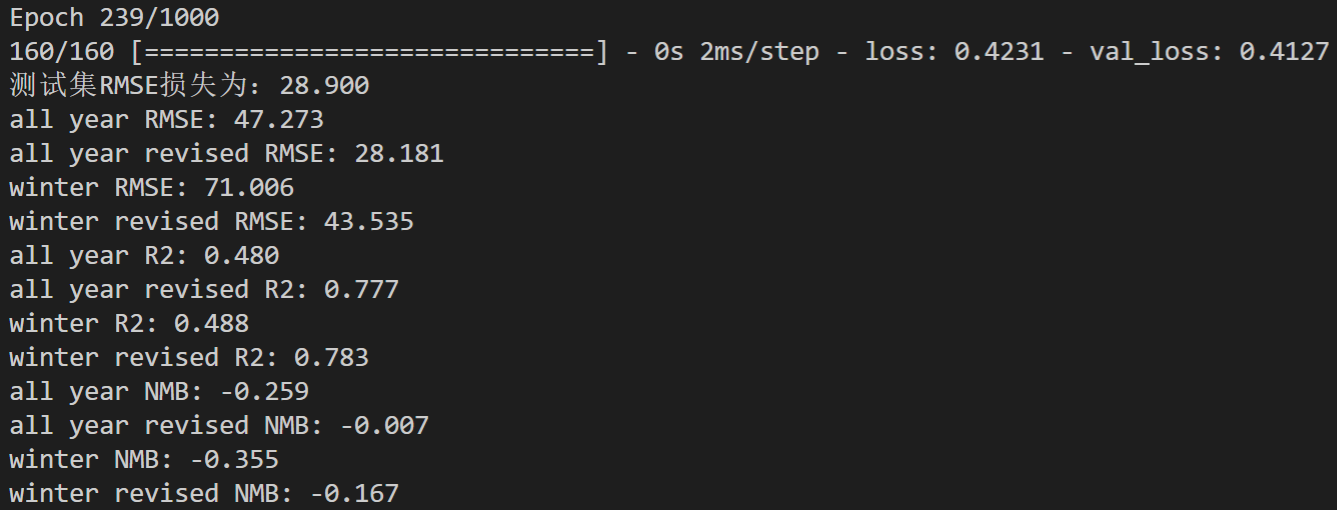 Epoch 239/1000
160/160 [==============================] - 0s 2ms/step - loss: 0.4231 - val_loss: 0.4127
测试集RMSE损失为：28.900
all year RMSE: 47.273
all year revised RMSE: 28.181
winter RMSE: 71.006
winter revised RMSE: 43.535
all year R2: 0.480
all year revised R2: 0.777
winter R2: 0.488
winter revised R2: 0.783
all year NMB: -0.259
all year revised NMB: -0.007
winter NMB: -0.355
winter revised NMB: -0.167